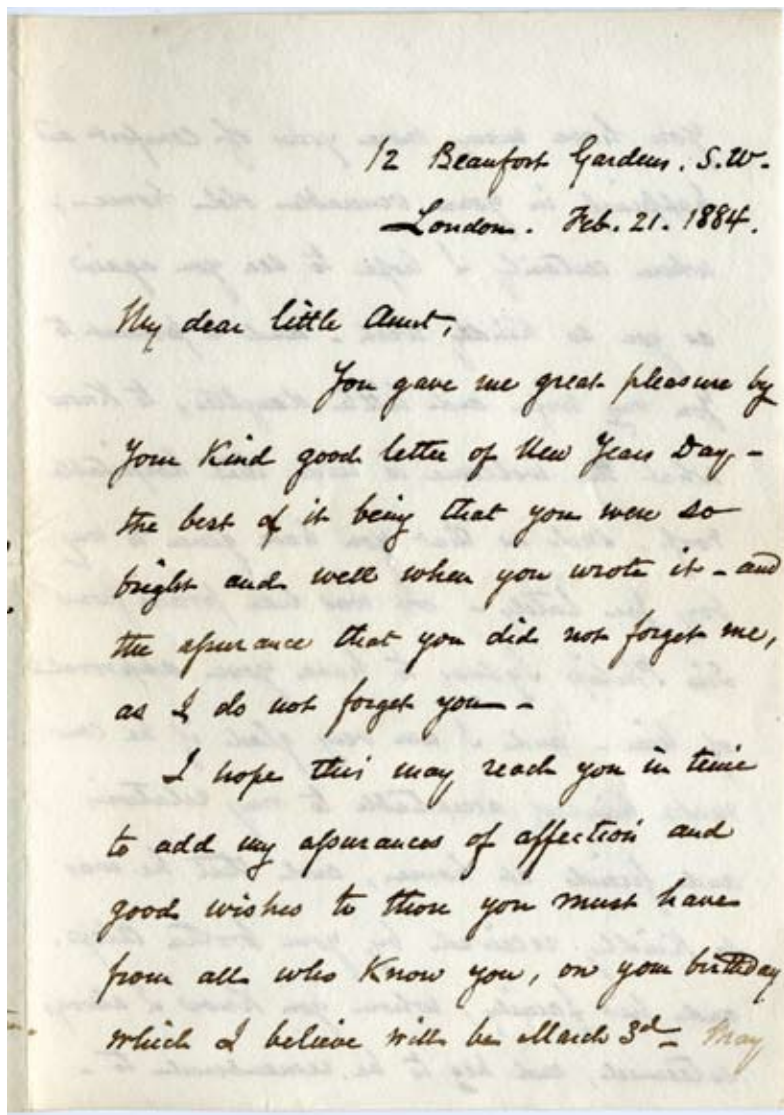 12 Beaufort Gardens. S.W.
London. Feb. 21. 1884.
My dear little Aunt,
You gave me great pleasure by
your kind good letter of New Years Day –
the best of it being that you were so
bright and well when you wrote it – and
the assurance that you did not forget me,
as I do not forget you –
I hope this may reach you in time
to add my assurances of affection and
good wishes to those you must have
from all who know you, on your birthday
which I believe will be March 3d – May